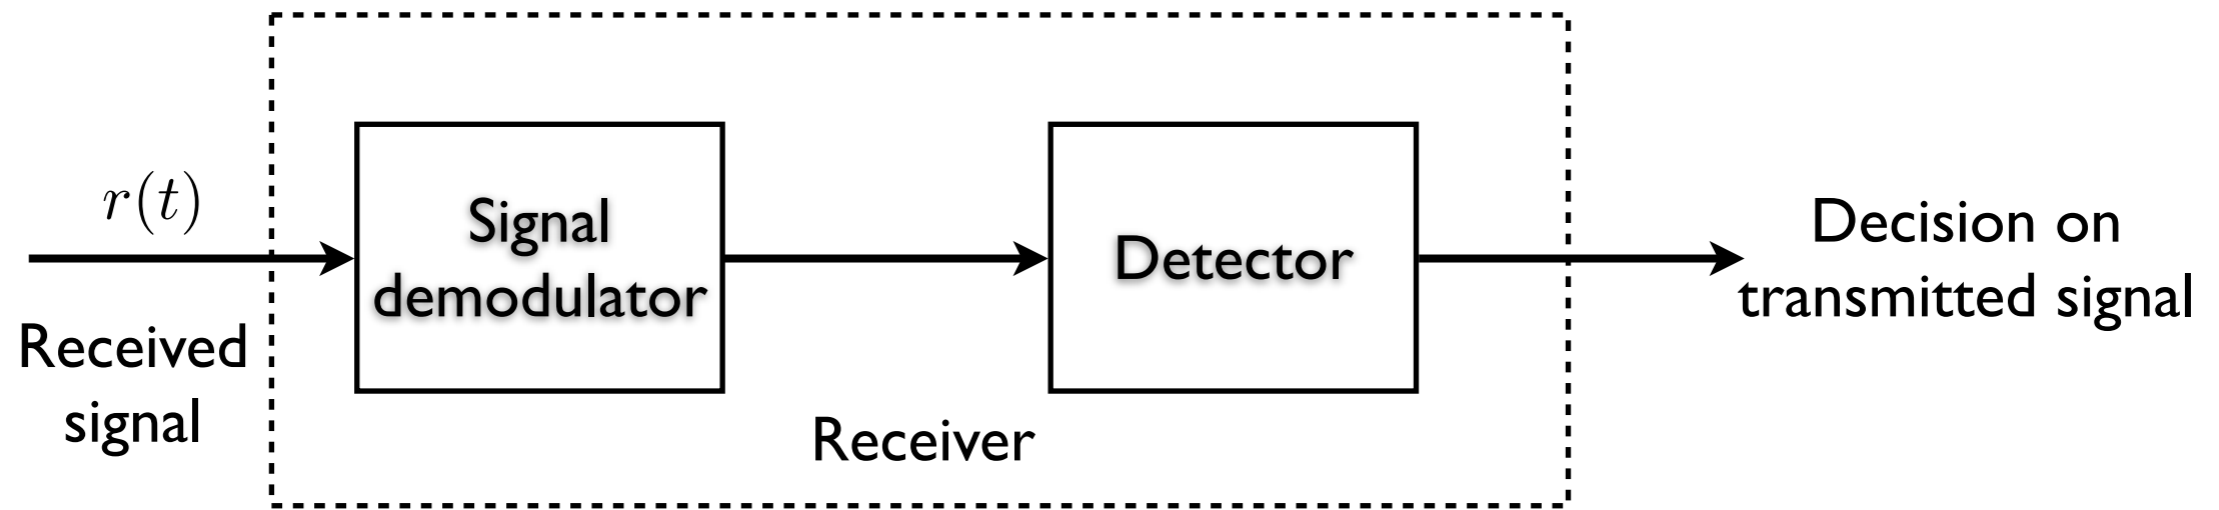 r(t)
Received
signal
Signal
demodulator
Receiver
Detector
Decision on
transmitted signal